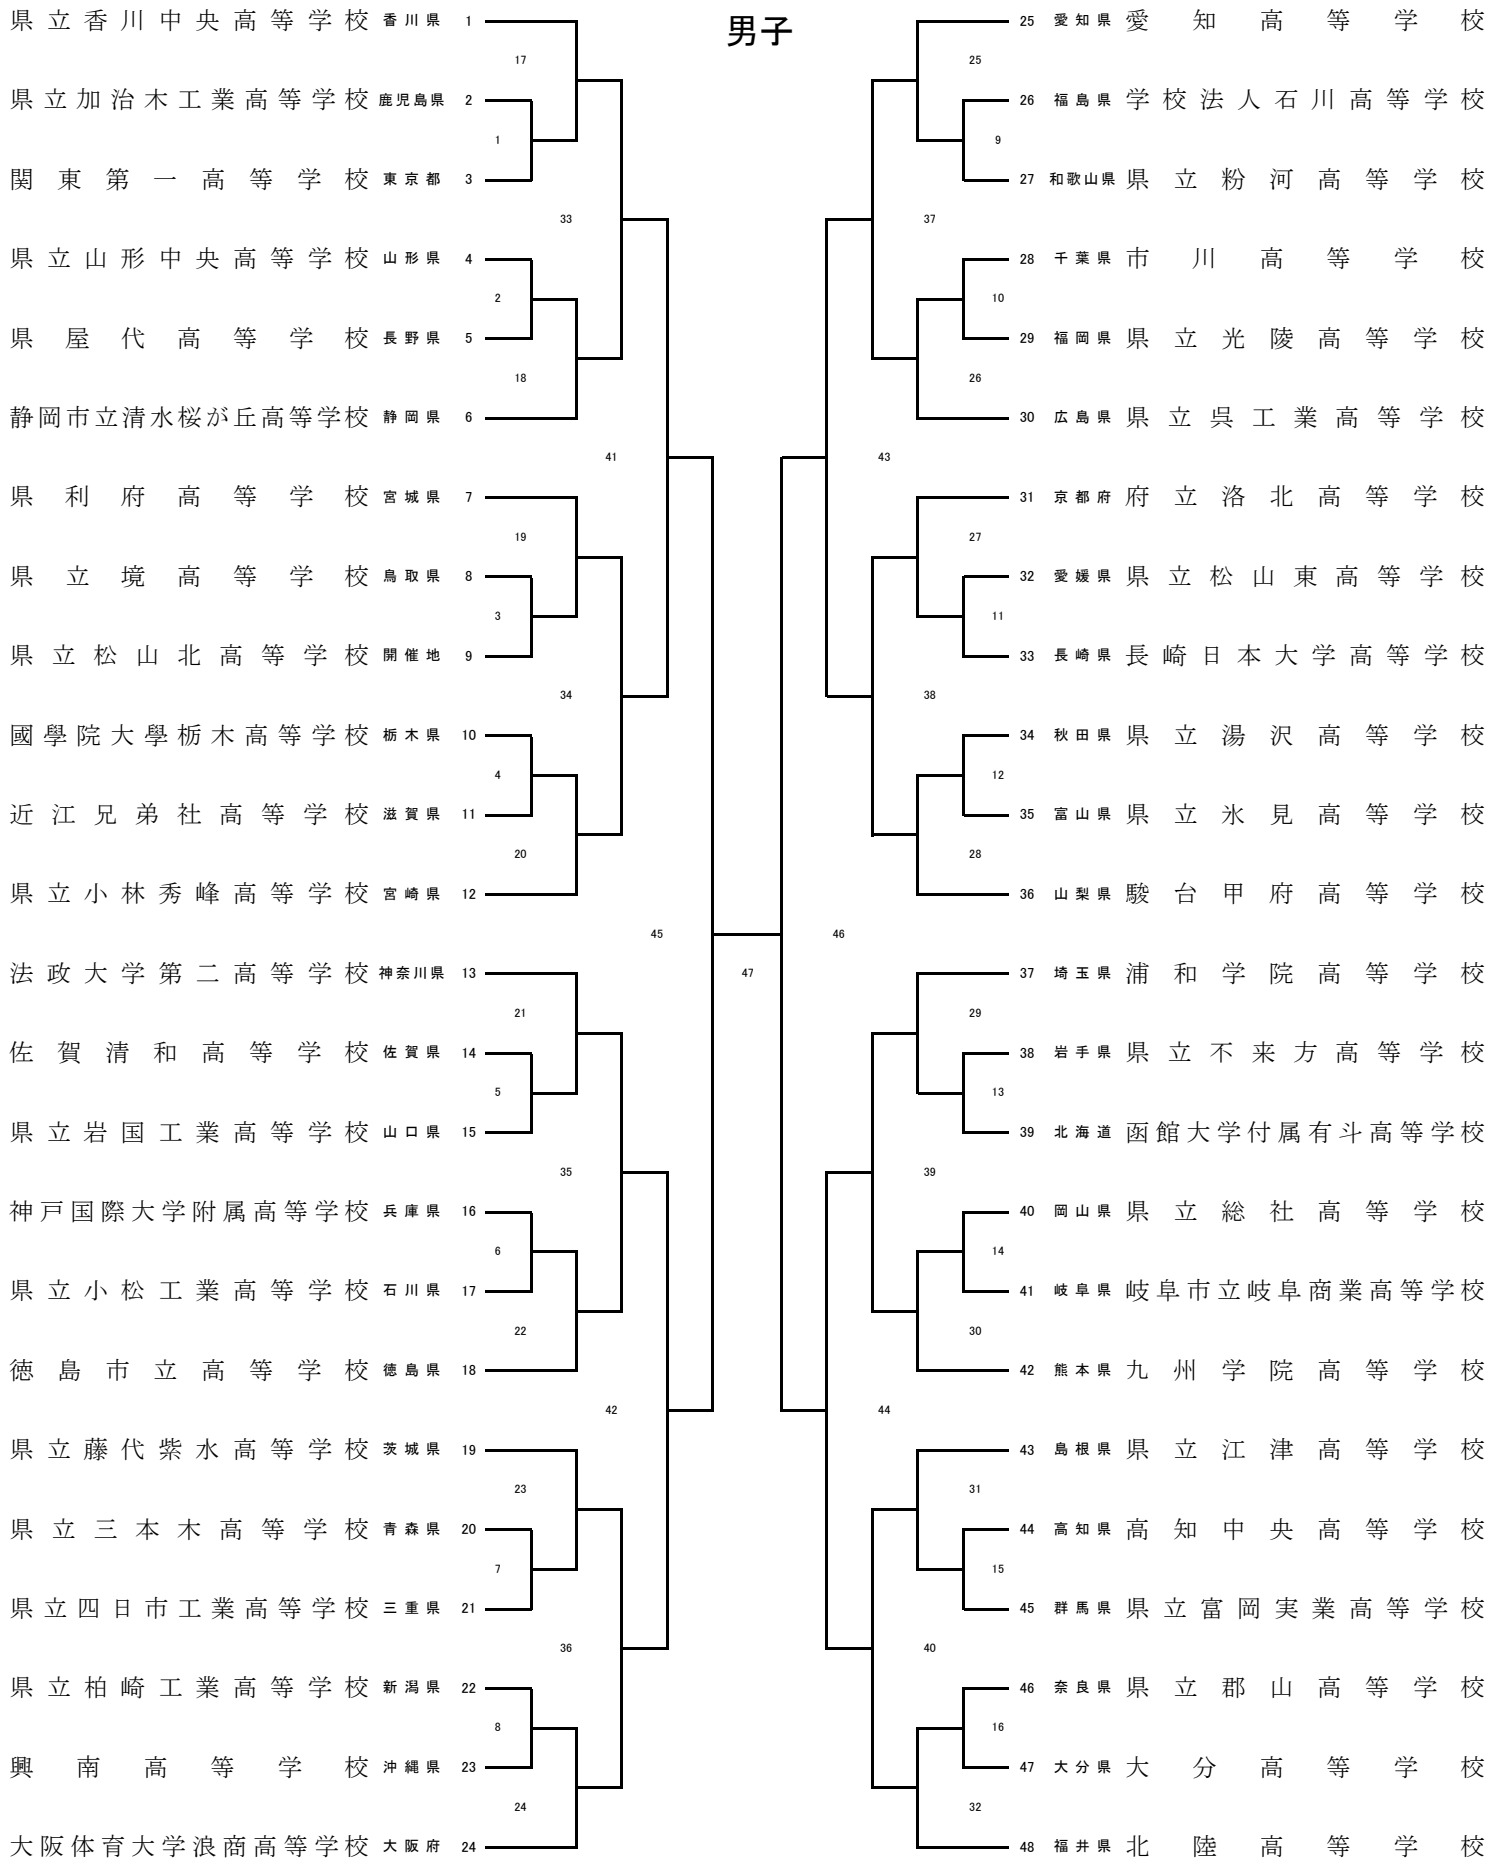 男子
県立香川中央高等学校 香川県 1
17
県立加治木工業高等学校 鹿児島県 2
1
関東第一高等学校 東京都 3
33
県立山形中央高等学校 山形県 4
2
県屋代高等学校 長野県 5
18
静岡市立清水桜が丘高等学校 静岡県 6
41
県利府高等学校 宮城県 7
19
県立境高等学校 鳥取県 8
3
県立松山北高等学校 開催地 9
34
國學院大學栃木高等学校 栃木県 10
4
近江兄弟社高等学校 滋賀県 11
20
県立小林秀峰高等学校 宮崎県 12
45
法政大学第二高等学校 神奈川県 13
21
佐賀清和高等学校 佐賀県 14
5
県立岩国工業高等学校 山口県 15
35
神戸国際大学附属高等学校 兵庫県 16
6
県立小松工業高等学校 石川県 17
22
徳島市立高等学校 徳島県 18
42
県立藤代紫水高等学校 茨城県 19
23
県立三本木高等学校 青森県 20
7
県立四日市工業高等学校 三重県 21
36
県立柏崎工業高等学校 新潟県 22
8
興南高等学校 沖縄県 23
24
大阪体育大学浪商高等学校 大阪府 24
47
25 愛知県 愛知高等学校
25
26 福島県 学校法人石川高等学校
9
27 和歌山県 県立粉河高等学校
37
28 千葉県 市川高等学校
10
29 福岡県 県立光陵高等学校
26
30 広島県 県立呉工業高等学校
43
31 京都府 府立洛北高等学校
27
32 愛媛県 県立松山東高等学校
11
33 長崎県 長崎日本大学高等学校
38
34 秋田県 県立湯沢高等学校
12
35 富山県 県立氷見高等学校
28
36 山梨県 駿台甲府高等学校
46
37 埼玉県 浦和学院高等学校
29
38 岩手県 県立不来方高等学校
13
39 北海道 函館大学付属有斗高等学校
39
40 岡山県 県立総社高等学校
14
41 岐阜県 岐阜市立岐阜商業高等学校
30
42 熊本県 九州学院高等学校
44
43 島根県 県立江津高等学校
31
44 高知県 高知中央高等学校
15
45 群馬県 県立富岡実業高等学校
40
46 奈良県 県立郡山高等学校
16
47 大分県 大分高等学校
32
48 福井県 北陸高等学校